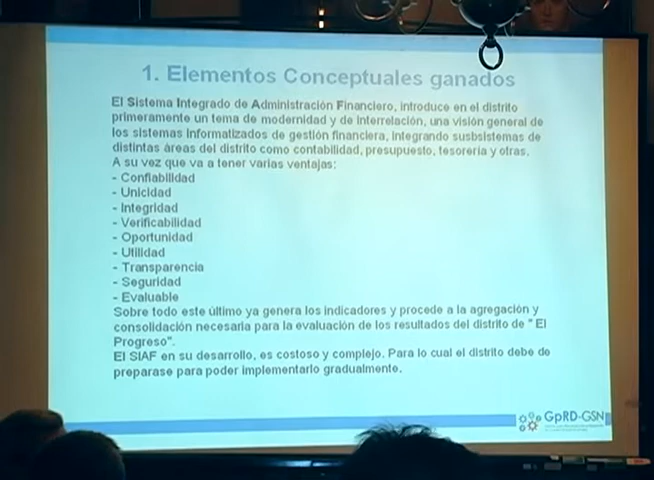 1. Elementos Conceptuales ganados
El Sistema Integrado de Administración Financiero, introduce en el distrito
primeramente un tema de modernidad y de interrelación, una visión general de
los sistemas informatizados de gestión financiera, integrando susbsistemas de
distintas áreas del distrito como contabilidad, presupuesto, tesorería y otras.
A su vez que va a tener varias ventajas:
- Confiabilidad
- Unicidad
- Integridad
- Verificabilidad
- Oportunidad
- Utilidad
- Transparencia
- Seguridad
- Evaluable
Sobre todo este último ya genera los indicadores y procede a la agregación y
consolidación necesaria para la evaluación de los resultados del distrito de " El
Progreso".
El SIAF en su desarrollo, es costoso y complejo. Para lo cual el distrito debe de
preparase para poder implementarlo gradualmente.
GpRD-GSN